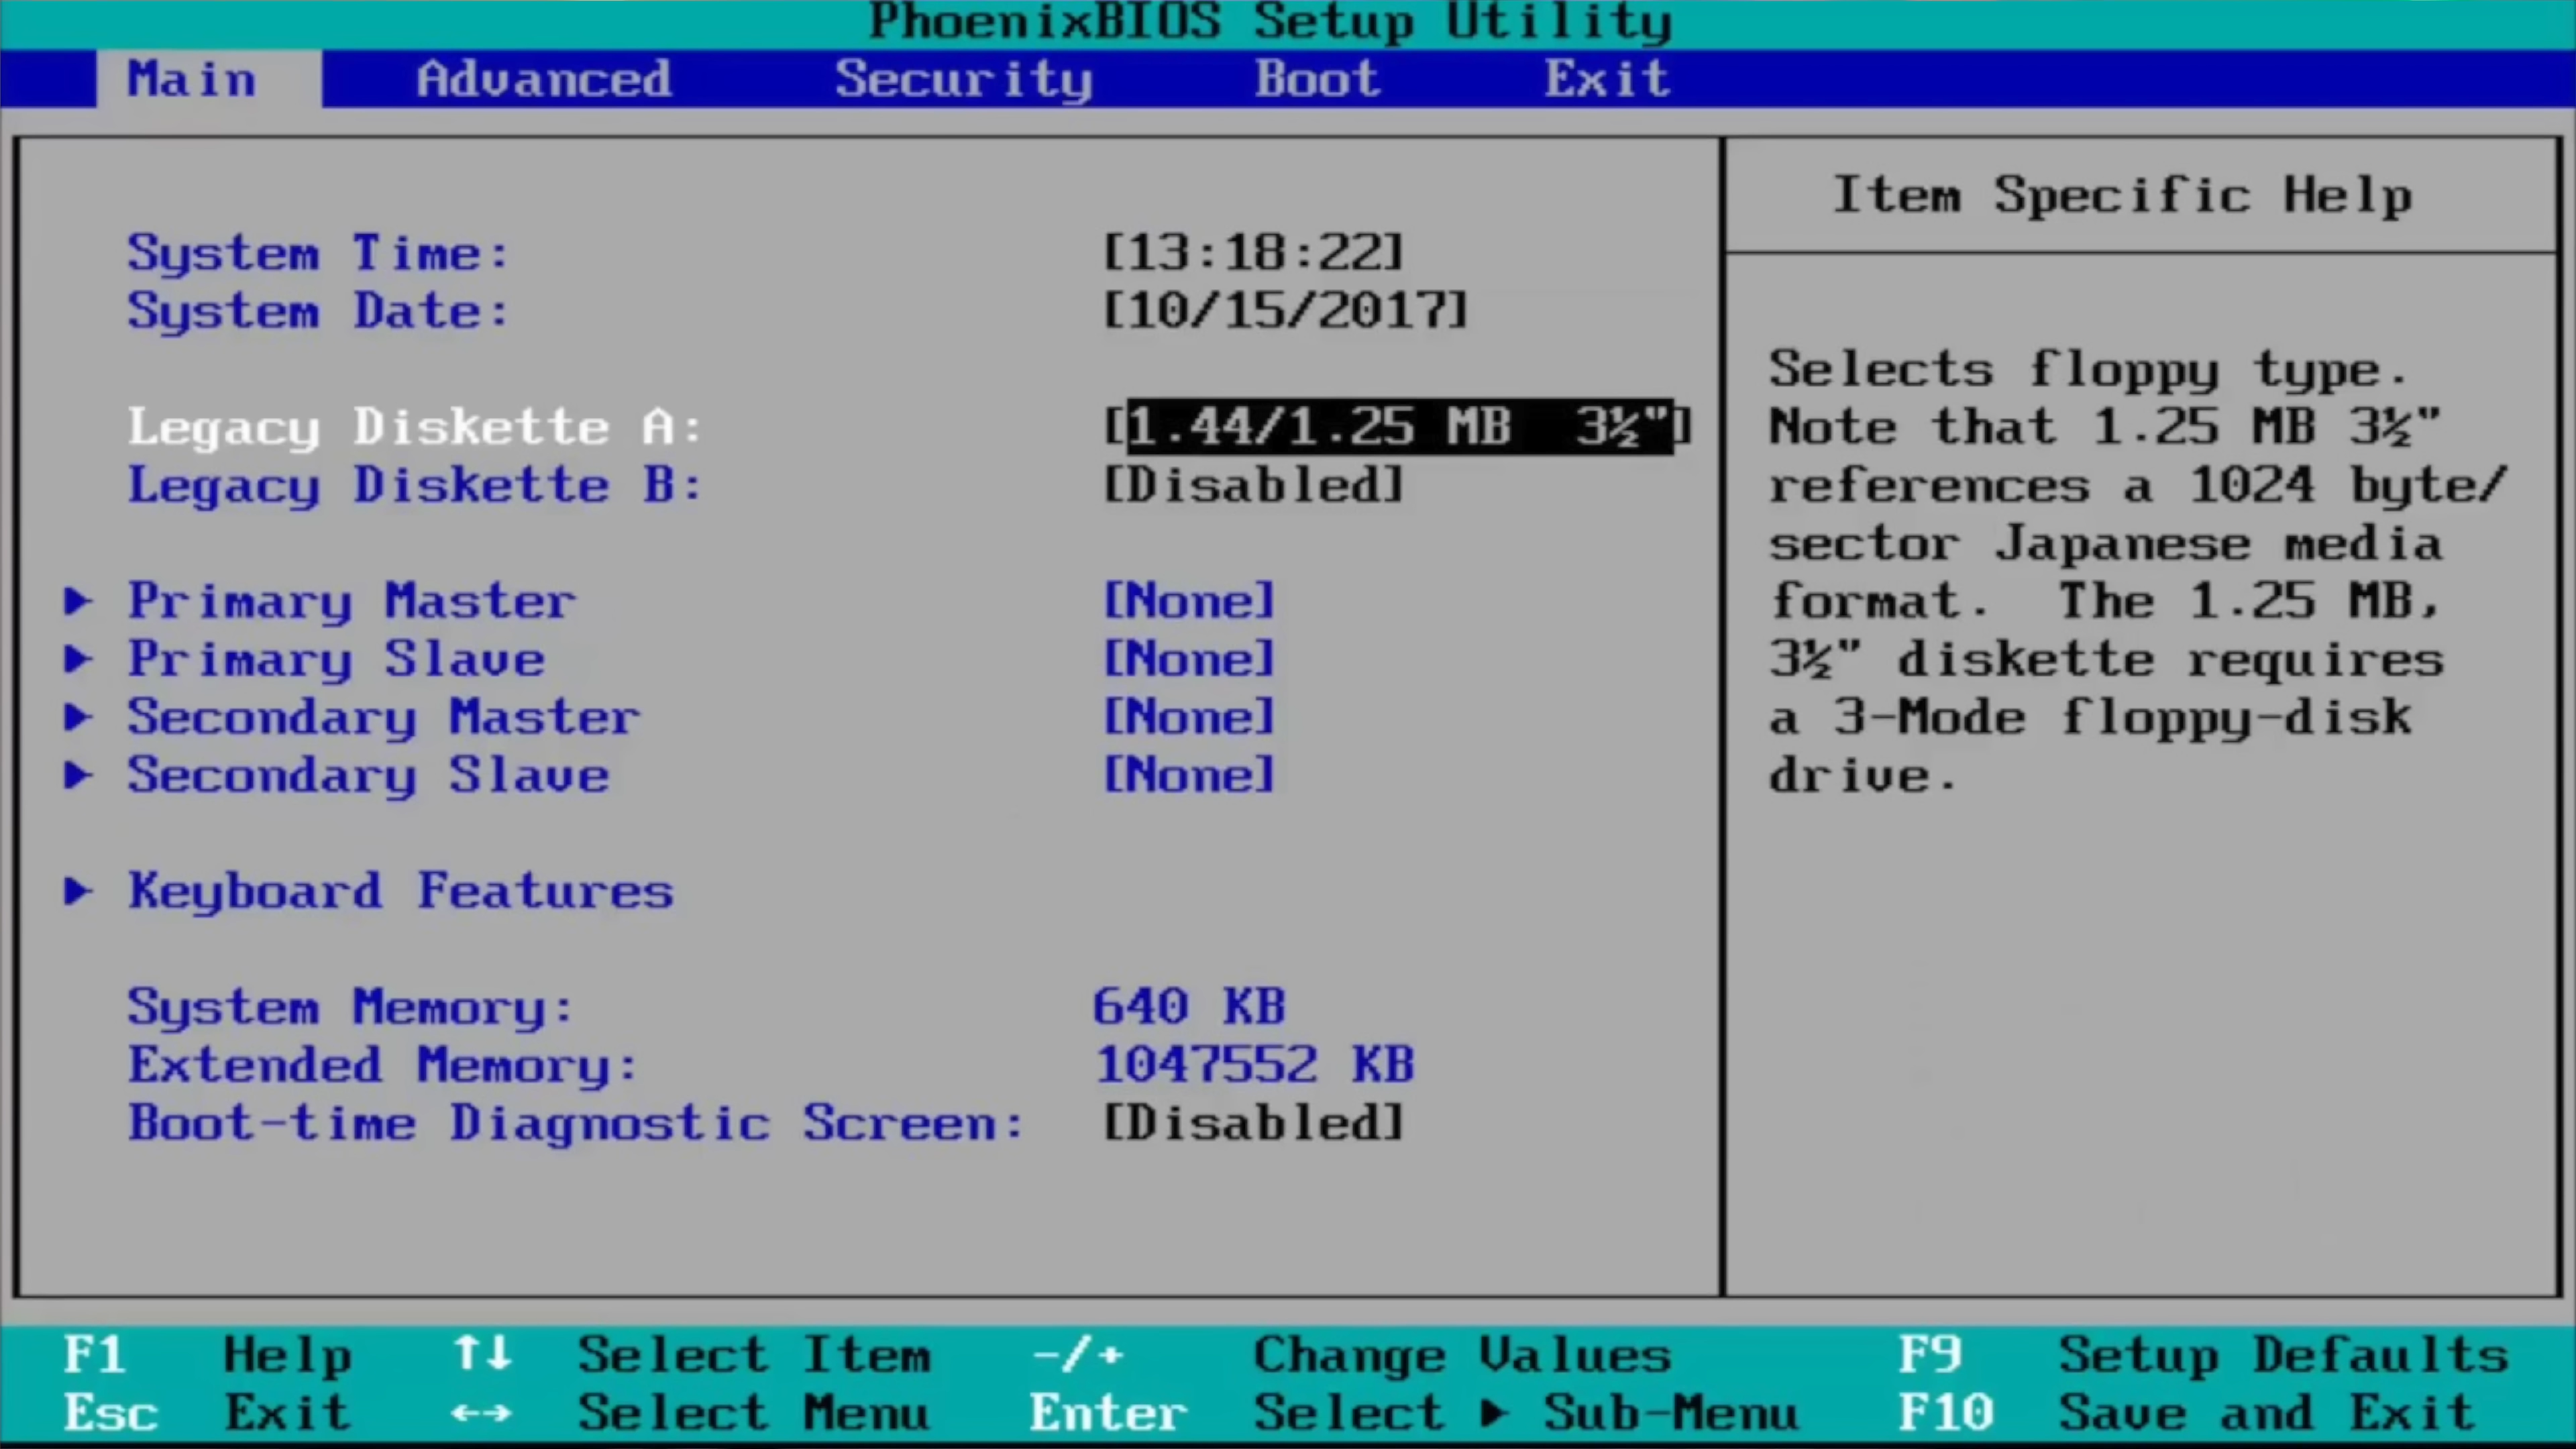 PhoenixBIOS Setup Utility
Main Advanced Security Boot Exit
Item Specific Help
System Time: [13:18:22]
System Date: [10/15/2017]
Legacy Diskette A: [1.44/1.25 MB 3½"]
Legacy Diskette B: [Disabled]
▶ Primary Master [None]
▶ Primary Slave [None]
▶ Secondary Master [None]
▶ Secondary Slave [None]
▶ Keyboard Features
System Memory: 640 KB
Extended Memory: 1047552 KB
Boot-time Diagnostic Screen: [Disabled]
Selects floppy type.
Note that 1.25 MB 3½"
references a 1024 byte/
sector Japanese media
format. The 1.25 MB,
3½" diskette requires
a 3-Mode floppy-disk
drive.
F1 Help ↑↓ Select Item -/+ Change Values F9 Setup Defaults
Esc Exit ↔ Select Menu Enter Select ▶ Sub-Menu F10 Save and Exit